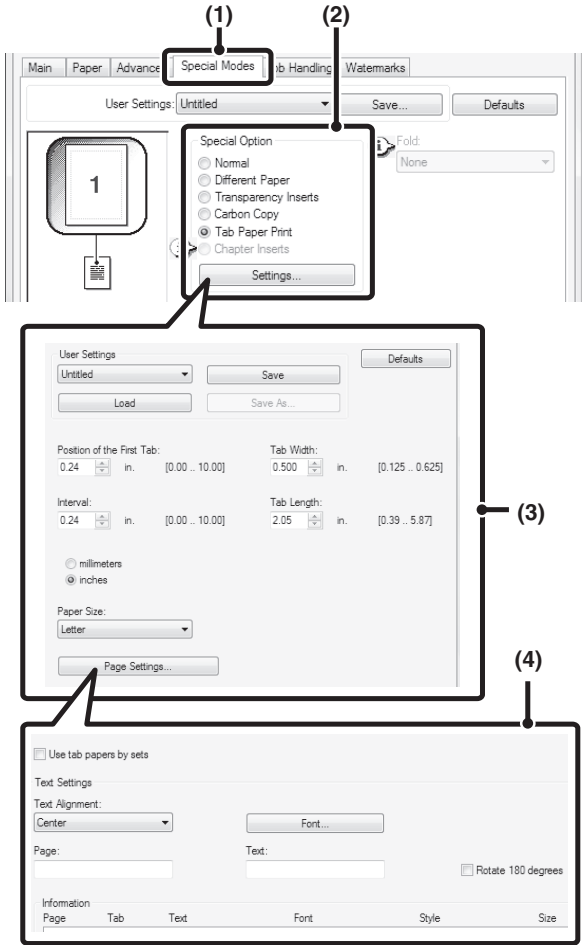 (1) (2)
Main Paper Advance Special Modes b Handling Watermarks
User Settings: Untitled Save... Defaults
Special Option Fold:
1 Normal None
Different Paper
Transparency Inserts
Carbon Copy
Tab Paper Print
Chapter Inserts
Settings...
User Settings Defaults
Untitled Save
Load Save As...
Position of the First Tab: Tab Width:
0.24 in. [0.00 .. 10.00] 0.500 in. [0.125 .. 0.625]
Interval: Tab Length:
0.24 in. [0.00 .. 10.00] 2.05 in. [0.39 .. 5.87]
(3)
millimeters
inches
Paper Size:
Letter
Page Settings...
(4)
Use tab papers by sets
Text Settings
Text Alignment:
Center Font...
Page: Text:
Rotate 180 degrees
Information
Page Tab Text Font Style Size